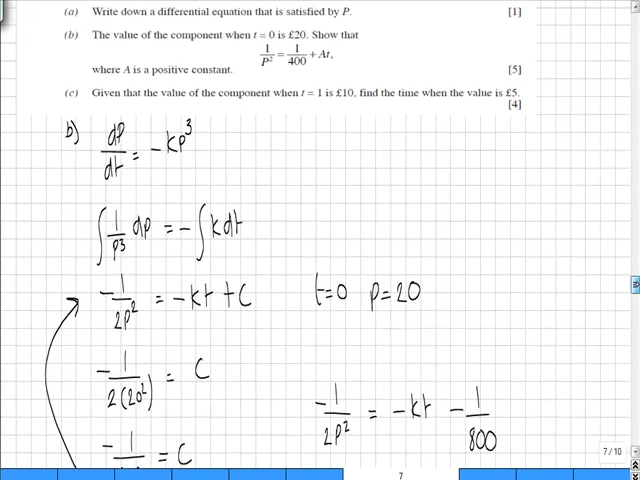 (a) Write down a differential equation that is satisfied by P. [1]
(b) The value of the component when t = 0 is £20. Show that
1/P² = 1/400 + At,
where A is a positive constant. [5]
(c) Given that the value of the component when t = 1 is £10, find the time when the value is £5.
[4]
b) dP/dt = -kP³
∫ 1/P³ dP = -∫ k dt
-1/2P² = -kt + C t=0 P=20
-1/2(20²) = C
-1/2P² = -kt - 1/800
-1/ = C
7/10
7